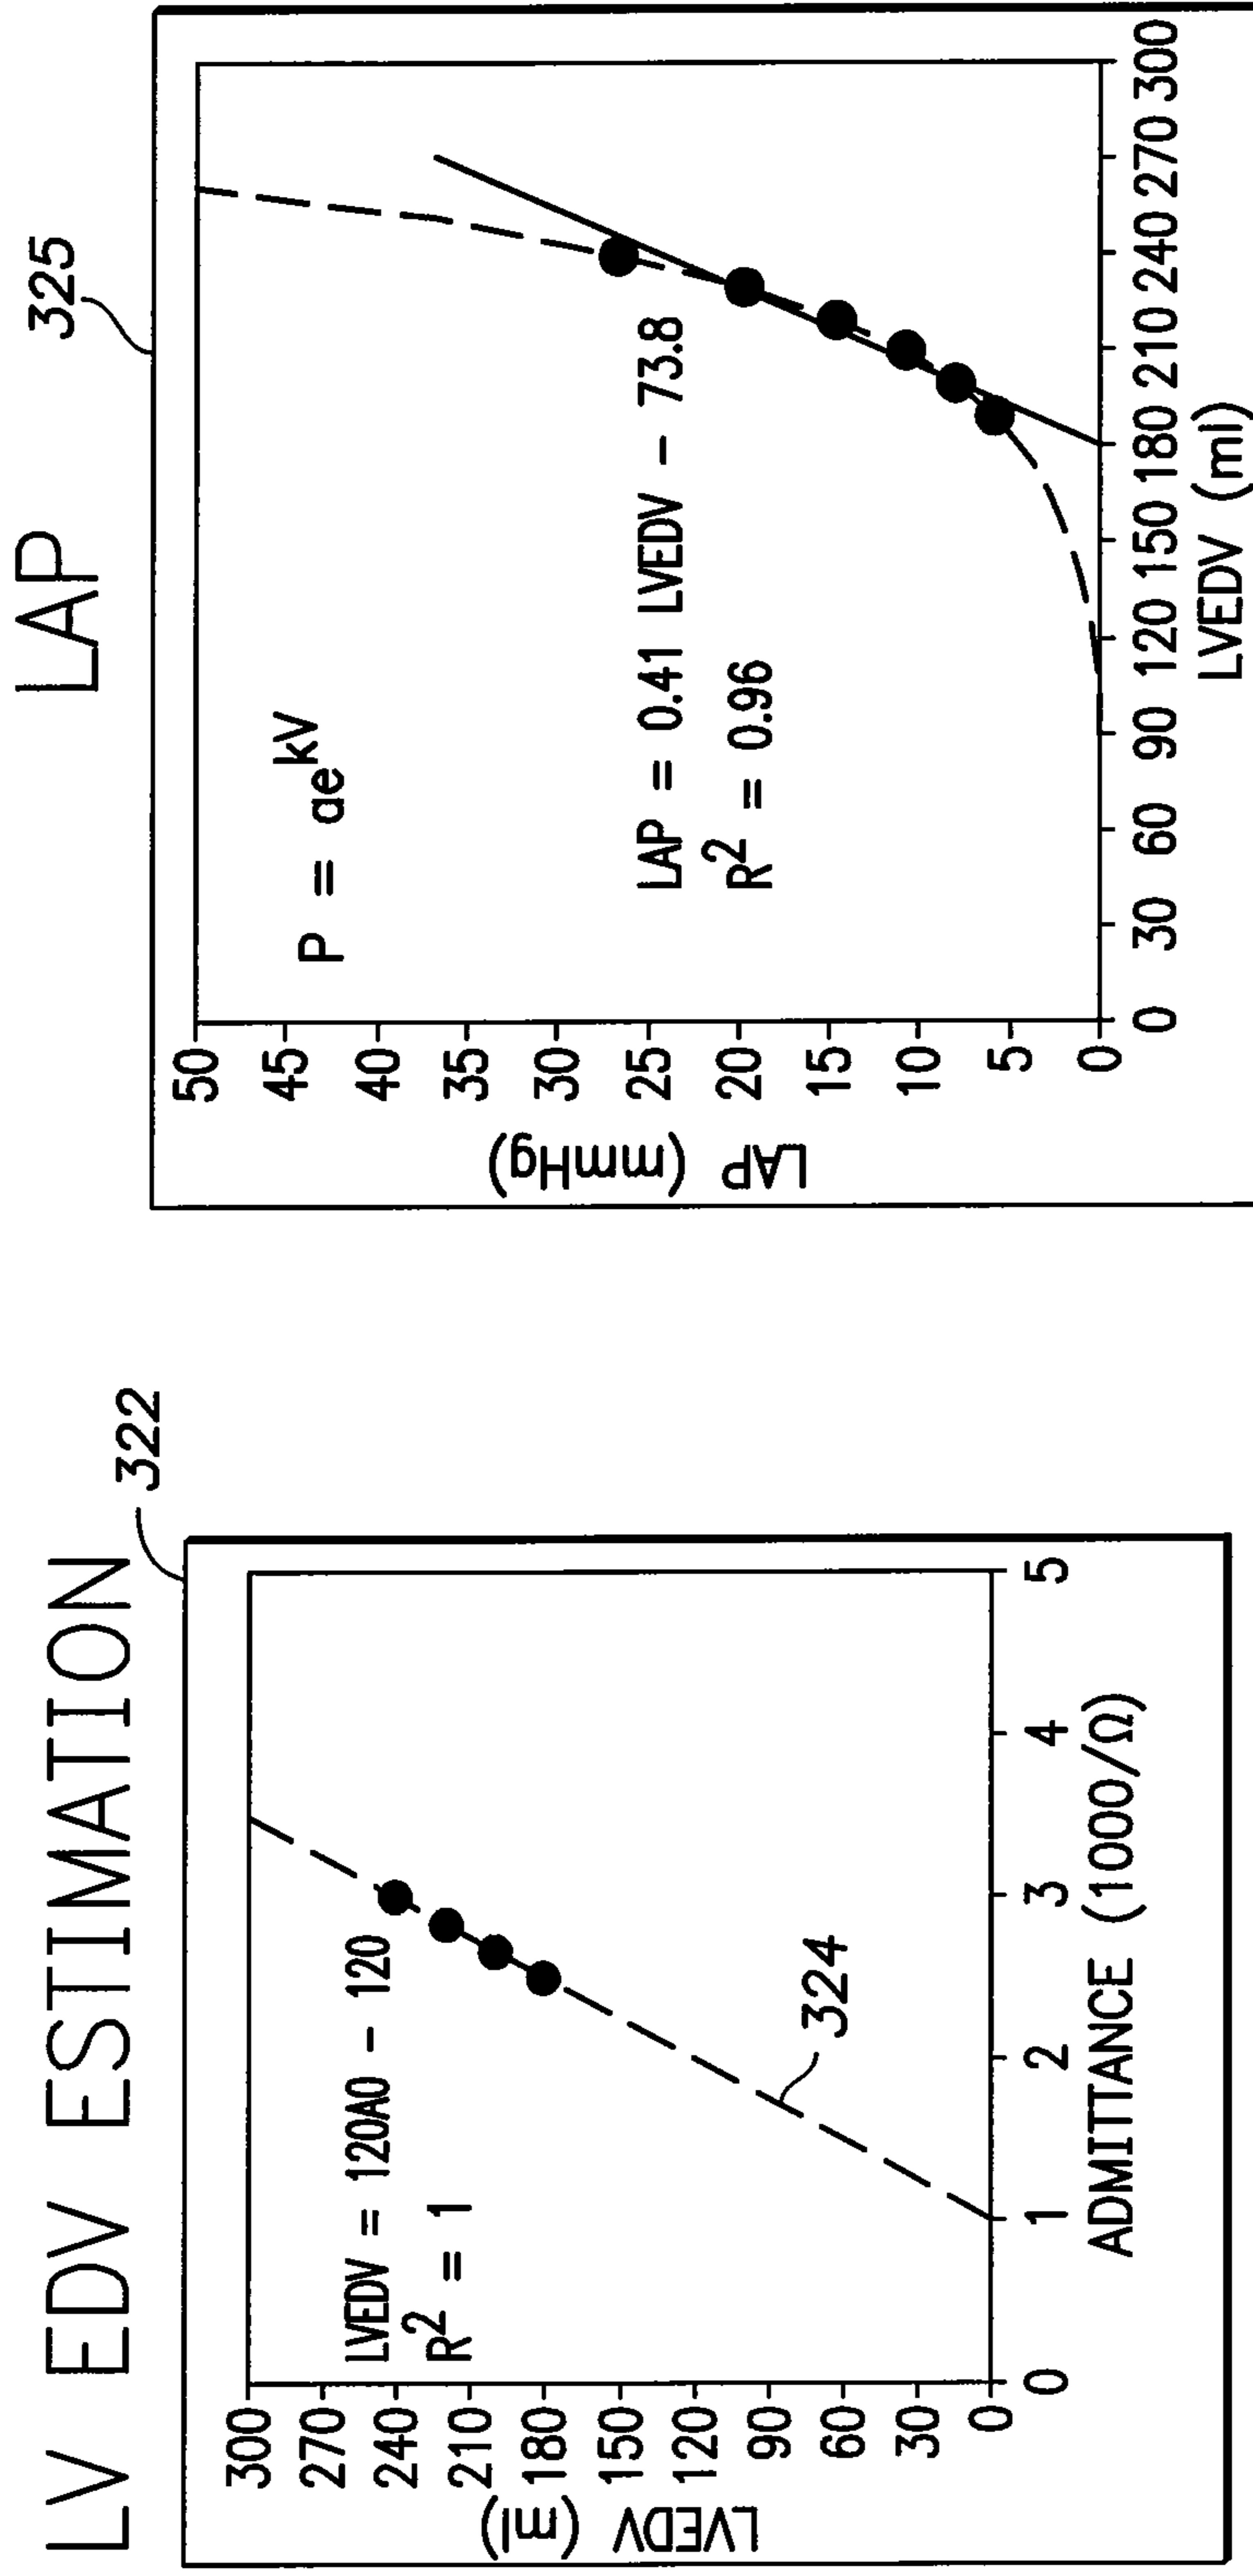 LV EDV ESTIMATION
322
LVEDV (ml)
300
270
240
210
180
150
120
90
60
30
0
LVEDV = 120A0 - 120
R2 = 1
324
0 1 2 3 4 5
ADMITTANCE (1000/Ω)
LAP
325
LAP (mmHg)
50
45
40
35
30
25
20
15
10
5
0
P = aekV
LAP = 0.41 LVEDV - 73.8
R2 = 0.96
0 30 60 90 120 150 180 210 240 270 300
LVEDV (ml)